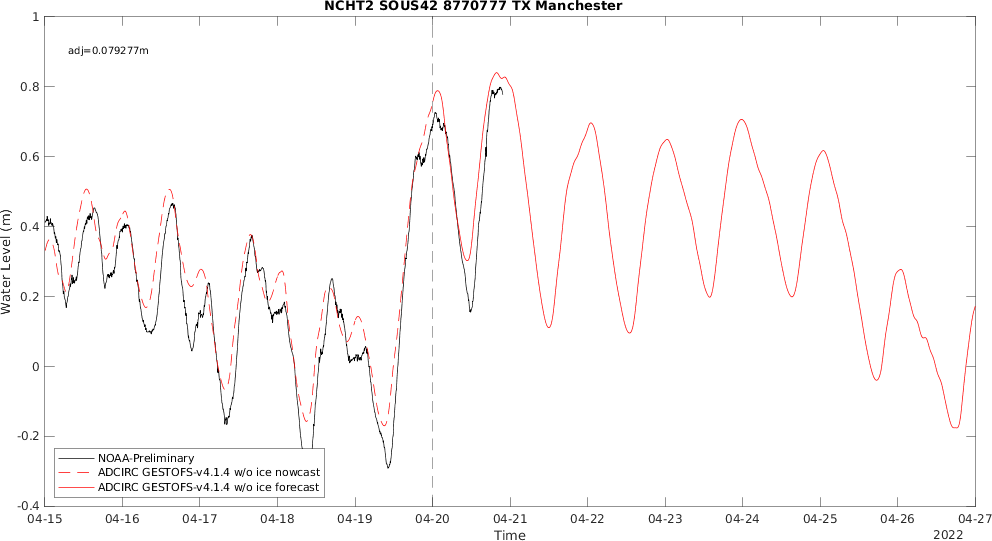 NCHT2 SOUS42 8770777 TX Manchester
adj=0.079277m
1
0.8
0.6
0.4
0.2
0
-0.2
-0.4
Water Level (m)
NOAA-Preliminary
ADCIRC GESTOFS-v4.1.4 w/o ice nowcast
ADCIRC GESTOFS-v4.1.4 w/o ice forecast
04-15 04-16 04-17 04-18 04-19 04-20 04-21 04-22 04-23 04-24 04-25 04-26 04-27
Time
2022